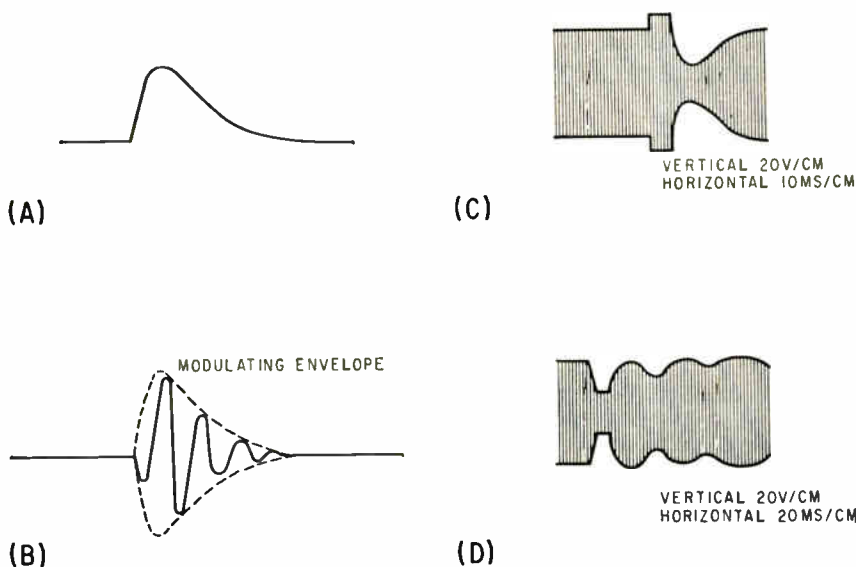 (A)
VERTICAL 20V/CM
HORIZONTAL 10MS/CM
(C)
MODULATING ENVELOPE
(B)
VERTICAL 20V/CM
HORIZONTAL 20MS/CM
(D)